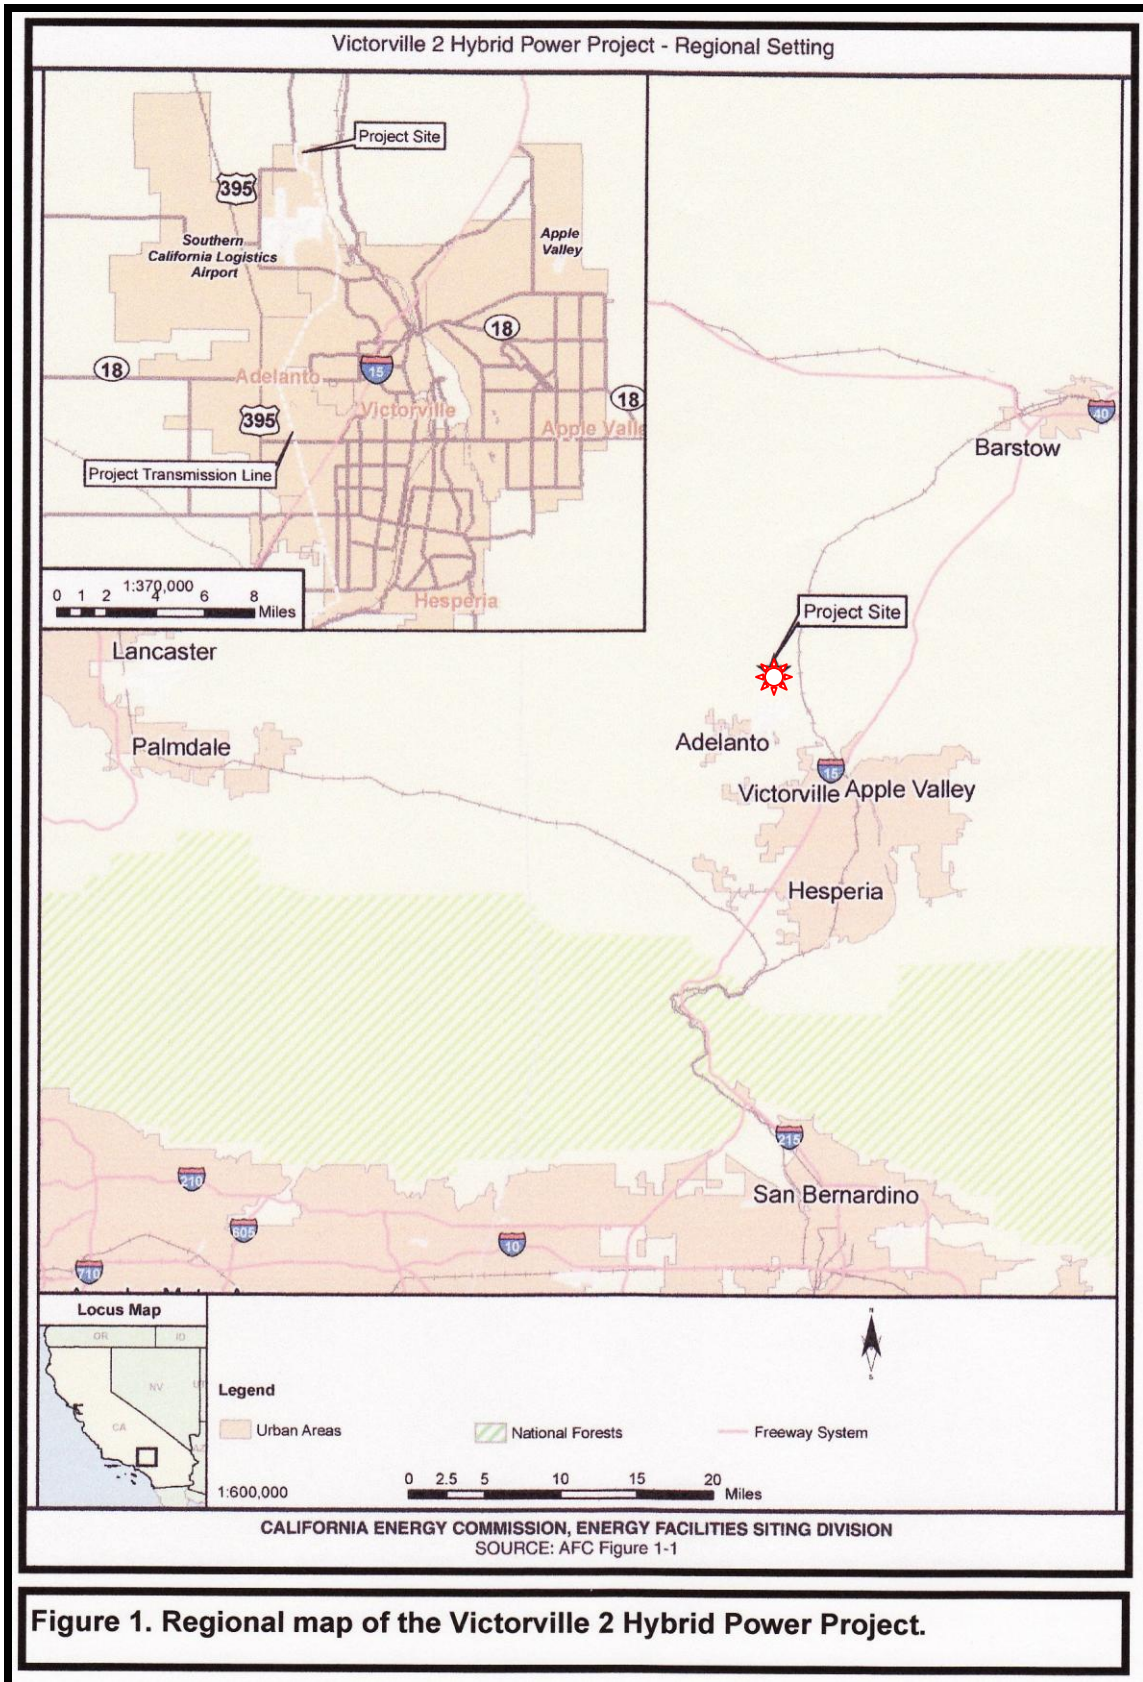 Victorville 2 Hybrid Power Project - Regional Setting
Project Site
395
Southern
California Logistics
Airport
Apple
Valley
18
18
15
Adelanto
18
Victorville
395
Apple Valle
Project Transmission Line
1:370,000
0 1 2 4 6 8
Miles
Hesperia
40
Barstow
Project Site
Lancaster
Palmdale
Adelanto
15
Victorville
Apple Valley
Hesperia
215
210
San Bernardino
605
10
710
Locus Map
OR
ID
NV
CA
N
S
Legend
Urban Areas
National Forests
Freeway System
1:600,000
0 2.5 5 10 15 20
Miles
CALIFORNIA ENERGY COMMISSION, ENERGY FACILITIES SITING DIVISION
SOURCE: AFC Figure 1-1
Figure 1. Regional map of the Victorville 2 Hybrid Power Project.